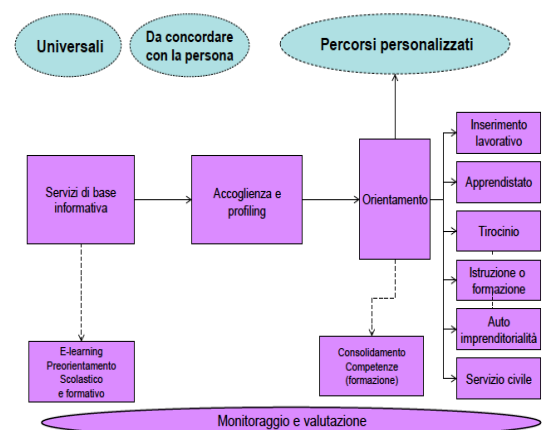 Universali
Da concordare
con la persona
Percorsi personalizzati
Servizi di base
informativa
Accoglienza e
profiling
Orientamento
Inserimento
lavorativo
Apprendistato
Tirocinio
Istruzione o
formazione
Auto
imprenditorialità
Servizio civile
E-learning
Preorientamento
Scolastico
e formativo
Consolidamento
Competenze
(formazione)
Monitoraggio e valutazione